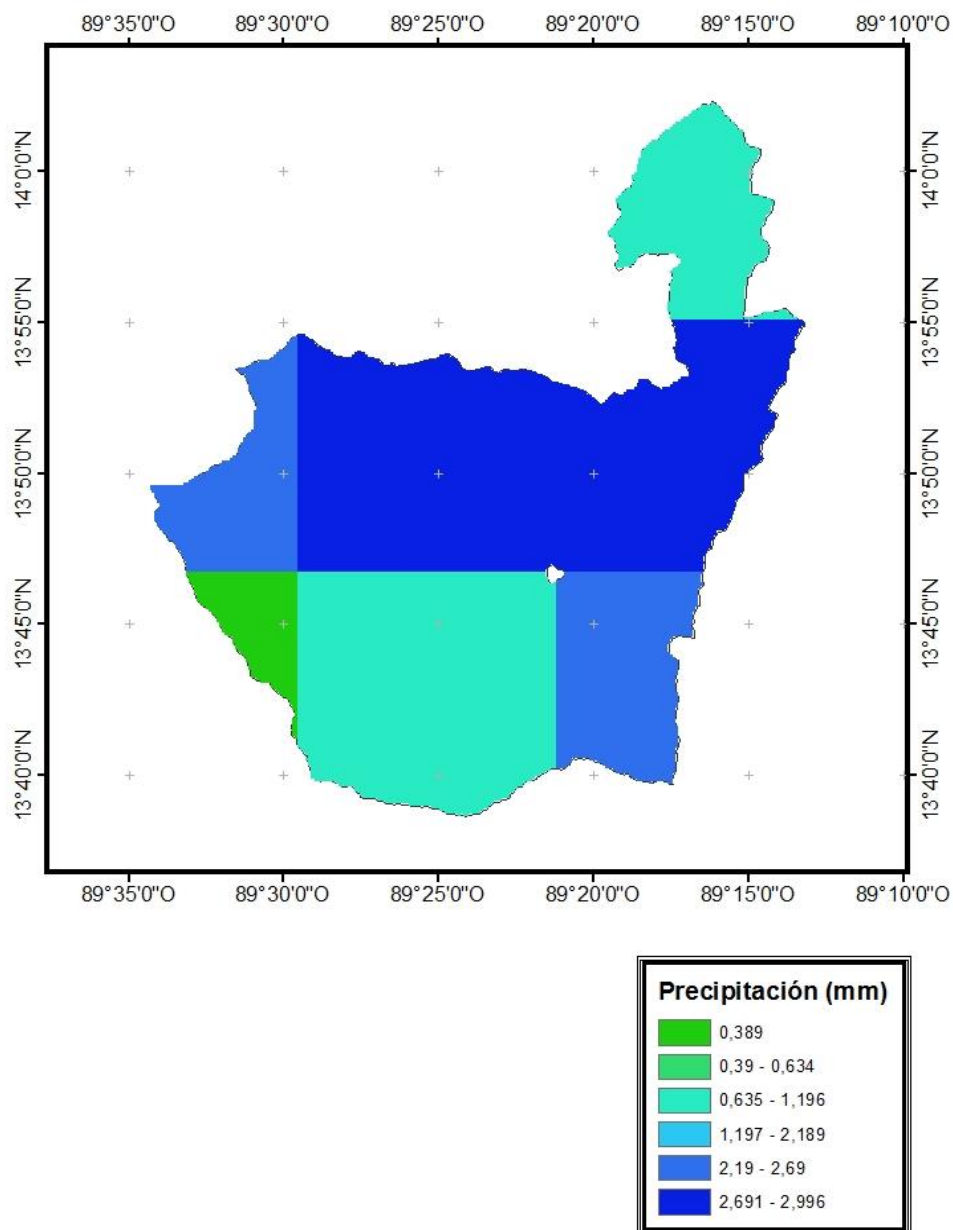 89°35'0"O 89°30'0"O 89°25'0"O 89°20'0"O 89°15'0"O 89°10'0"O
14°0'0"N 14°0'0"N
13°55'0"N 13°55'0"N
13°50'0"N 13°50'0"N
13°45'0"N 13°45'0"N
13°40'0"N 13°40'0"N
89°35'0"O 89°30'0"O 89°25'0"O 89°20'0"O 89°15'0"O 89°10'0"O
Precipitación (mm)
0,389
0,39 - 0,634
0,635 - 1,196
1,197 - 2,189
2,19 - 2,69
2,691 - 2,996